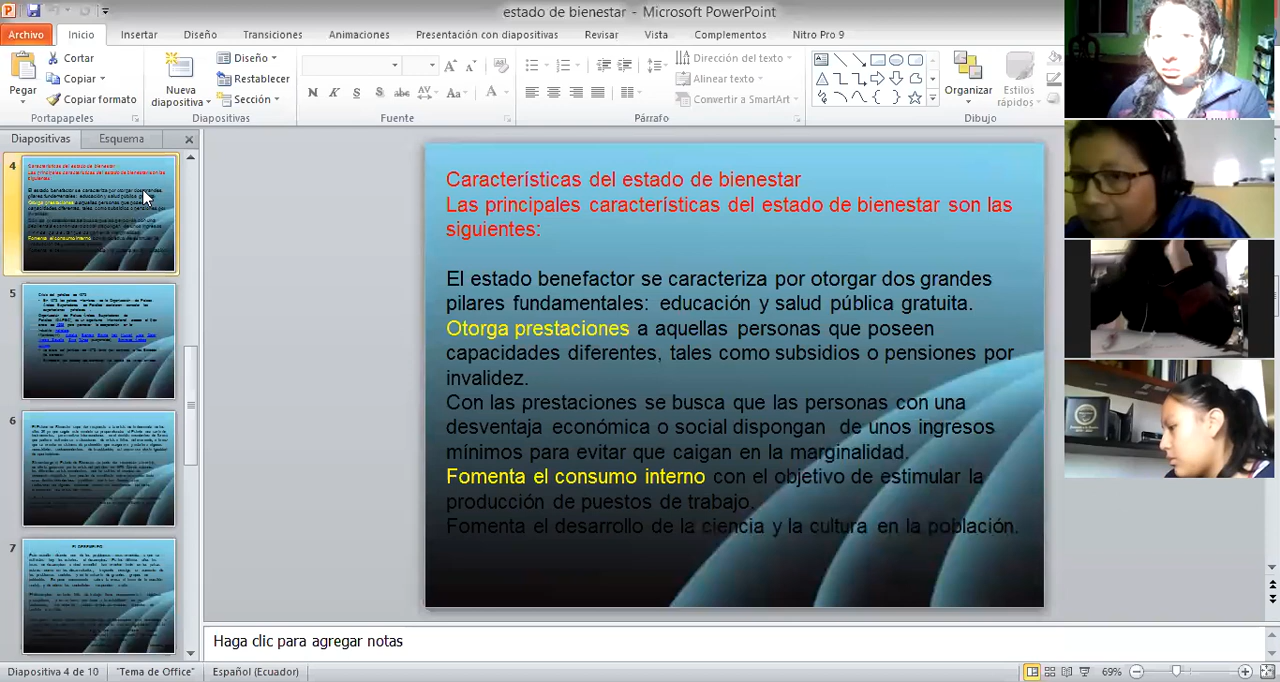 estado de bienestar - Microsoft PowerPoint
Archivo Inicio Insertar Diseño Transiciones Animaciones Presentación con diapositivas Revisar Vista Complementos Nitro Pro 9
Pegar
Cortar
Copiar
Copiar formato
Portapapeles
Nueva
diapositiva
Diseño
Restablecer
Sección
Diapositivas
N K S S abc AV Aa A
Fuente
Dirección del texto
Alinear texto
Convertir a SmartArt
Párrafo
Organizar
Estilos
rápidos
Dibujo
Diapositivas Esquema
4
5
6
7
Características del estado de bienestar
Las principales características del estado de bienestar son las
siguientes:
El estado benefactor se caracteriza por otorgar dos grandes
pilares fundamentales: educación y salud pública gratuita.
Otorga prestaciones a aquellas personas que poseen
capacidades diferentes, tales como subsidios o pensiones por
invalidez.
Con las prestaciones se busca que las personas con una
desventaja económica o social dispongan de unos ingresos
mínimos para evitar que caigan en la marginalidad.
Fomenta el consumo interno con el objetivo de estimular la
producción de puestos de trabajo.
Fomenta el desarrollo de la ciencia y la cultura en la población.
Haga clic para agregar notas
Diapositiva 4 de 10 "Tema de Office" Español (Ecuador) 69%